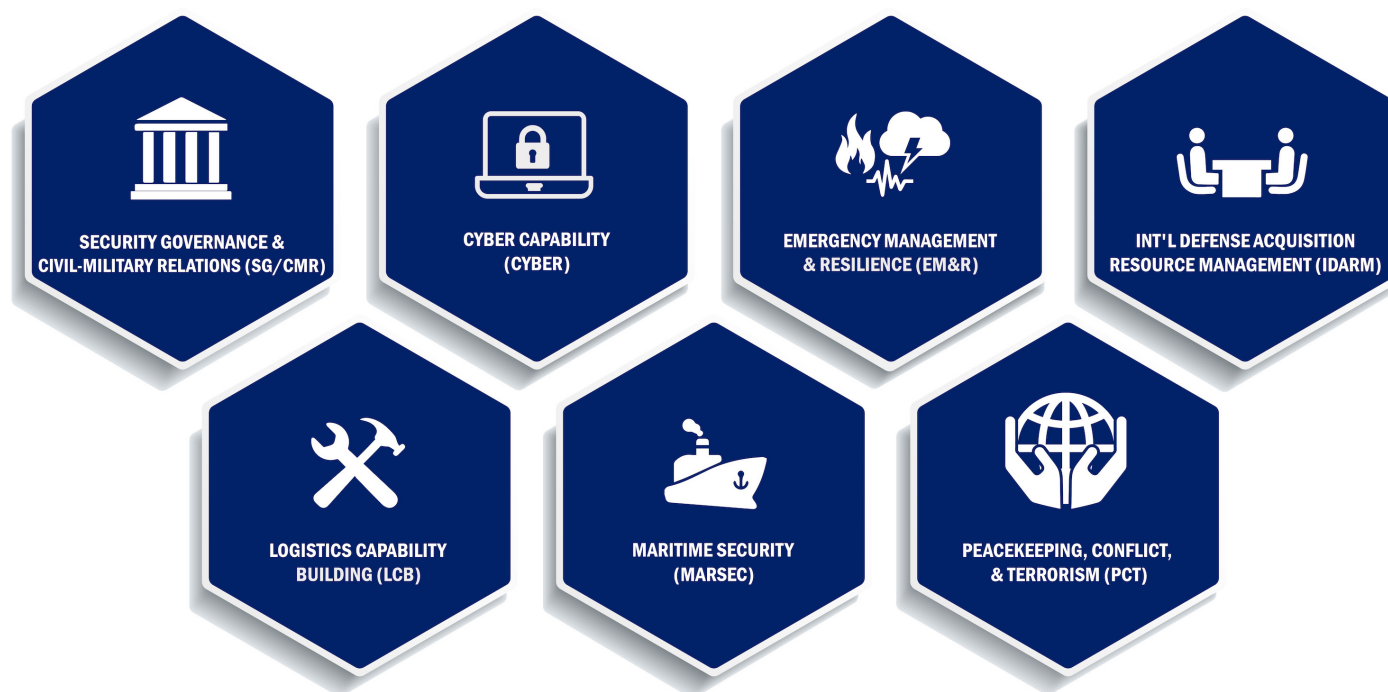 SECURITY GOVERNANCE &
CIVIL-MILITARY RELATIONS (SG/CMR)
CYBER CAPABILITY
(CYBER)
EMERGENCY MANAGEMENT
& RESILIENCE (EM&R)
INT'L DEFENSE ACQUISITION
RESOURCE MANAGEMENT (IDARM)
LOGISTICS CAPABILITY
BUILDING (LCB)
MARITIME SECURITY
(MARSEC)
PEACEKEEPING, CONFLICT,
& TERRORISM (PCT)